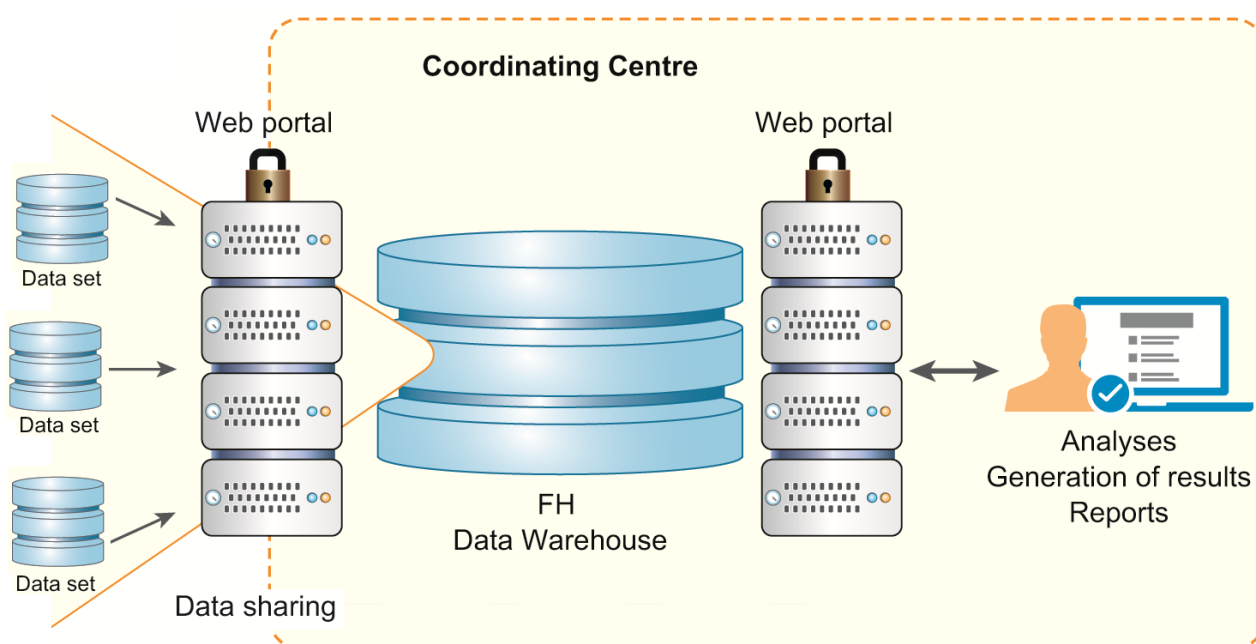 Coordinating Centre
Web portal
Web portal
Data set
Data set
Data set
Data sharing
FH
Data Warehouse
Analyses
Generation of results
Reports